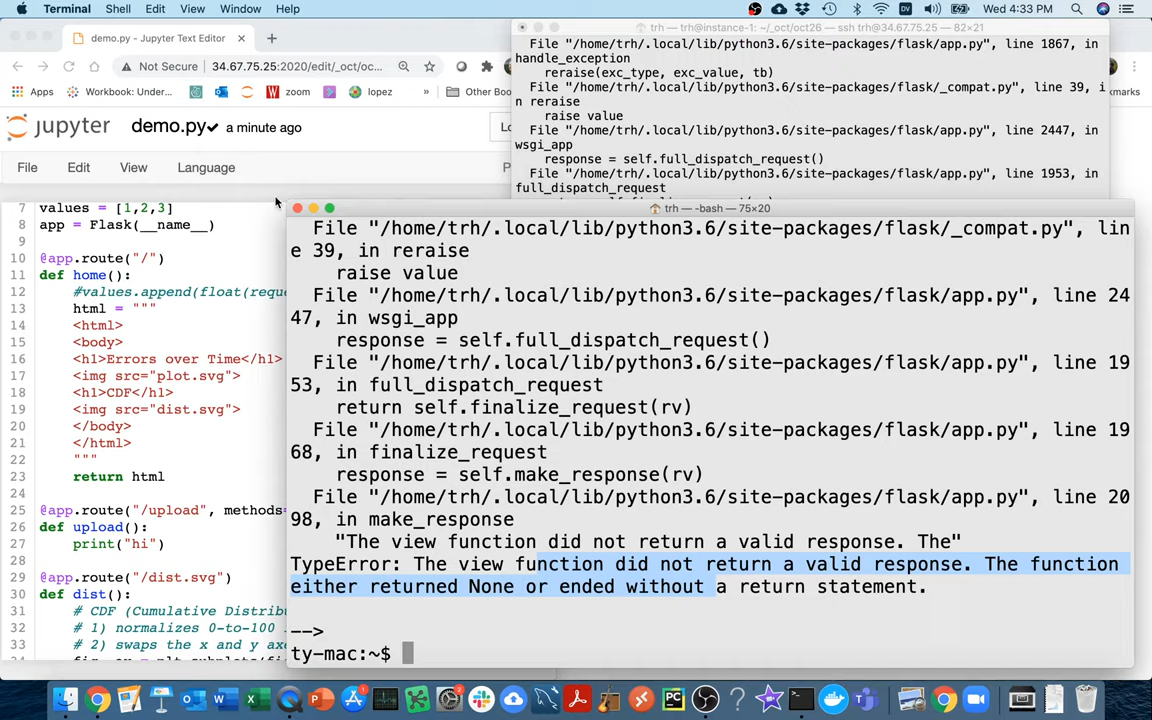 Terminal Shell Edit View Window Help Wed 4:33 PM
demo.py - Jupyter Text Editor
Not Secure 34.67.75.25:2020/edit/_oct/oc...
Apps Workbook: Under... zoom lopez » Other Boo
kmarks
jupyter demo.py✔ a minute ago
File Edit View Language
trh — trh@instance-1: ~/_oct/oct26 — ssh trh@34.67.75.25 — 82×21
File "/home/trh/.local/lib/python3.6/site-packages/flask/app.py", line 1867, in
handle_exception
reraise(exc_type, exc_value, tb)
File "/home/trh/.local/lib/python3.6/site-packages/flask/_compat.py", line 39, i
n reraise
raise value
File "/home/trh/.local/lib/python3.6/site-packages/flask/app.py", line 2447, in
wsgi_app
response = self.full_dispatch_request()
File "/home/trh/.local/lib/python3.6/site-packages/flask/app.py", line 1953, in
full_dispatch_request
7 values = [1,2,3]
8 app = Flask(__name__)
9
10 @app.route("/")
11 def home():
12 #values.append(float(requ
13 html = """
14 <html>
15 <body>
16 <h1>Errors over Time</h1>
17 <img src="plot.svg">
18 <h1>CDF</h1>
19 <img src="dist.svg">
20 </body>
21 </html>
22 """
23 return html
24
25 @app.route("/upload", methods=
26 def upload():
27 print("hi")
28
29 @app.route("/dist.svg")
30 def dist():
31 # CDF (Cumulative Distribu
32 # 1) normalizes 0-to-100
33 # 2) swaps the x and y axe
trh — -bash — 75×20
File "/home/trh/.local/lib/python3.6/site-packages/flask/_compat.py", lin
e 39, in reraise
raise value
File "/home/trh/.local/lib/python3.6/site-packages/flask/app.py", line 24
47, in wsgi_app
response = self.full_dispatch_request()
File "/home/trh/.local/lib/python3.6/site-packages/flask/app.py", line 19
53, in full_dispatch_request
return self.finalize_request(rv)
File "/home/trh/.local/lib/python3.6/site-packages/flask/app.py", line 19
68, in finalize_request
response = self.make_response(rv)
File "/home/trh/.local/lib/python3.6/site-packages/flask/app.py", line 20
98, in make_response
"The view function did not return a valid response. The"
TypeError: The view function did not return a valid response. The function
either returned None or ended without a return statement.
-->
ty-mac:~$